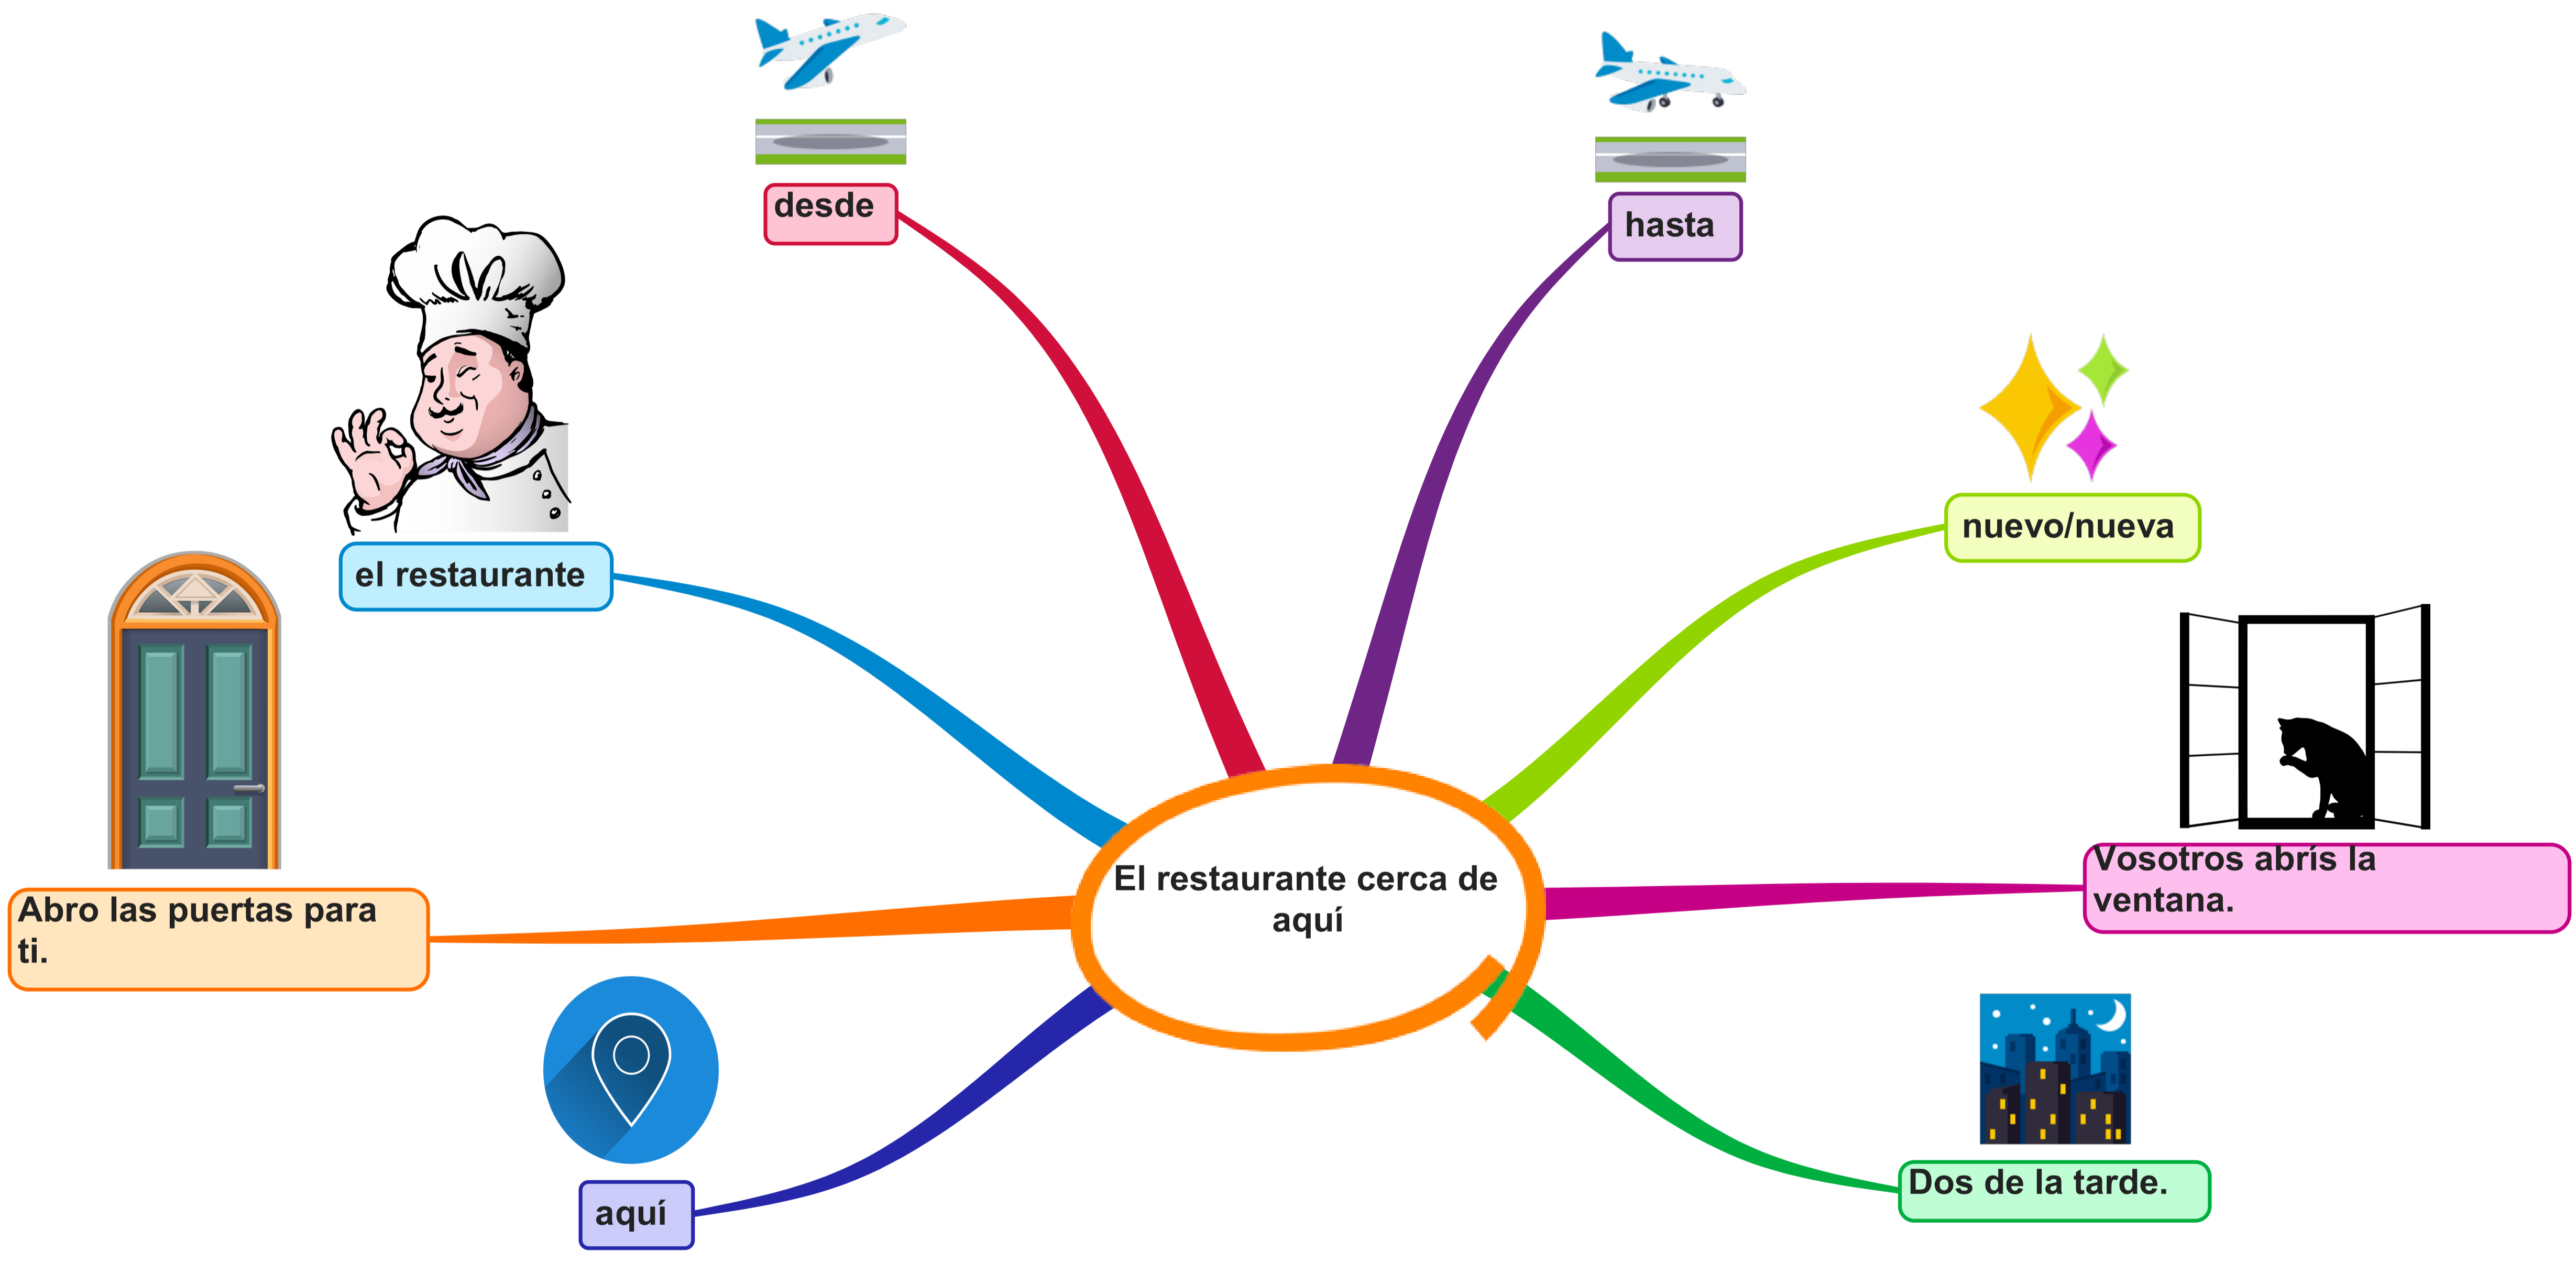 desde
hasta
el restaurante
nuevo/nueva
Abro las puertas para
ti.
El restaurante cerca de
aquí
Vosotros abrís la
ventana.
aquí
Dos de la tarde.